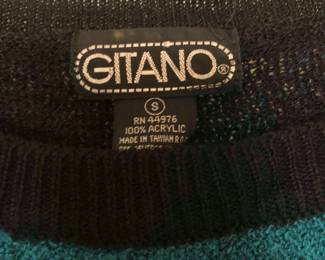 GITANO®
S
RN 44976
100% ACRYLIC
MADE IN TAIWAN R.O.